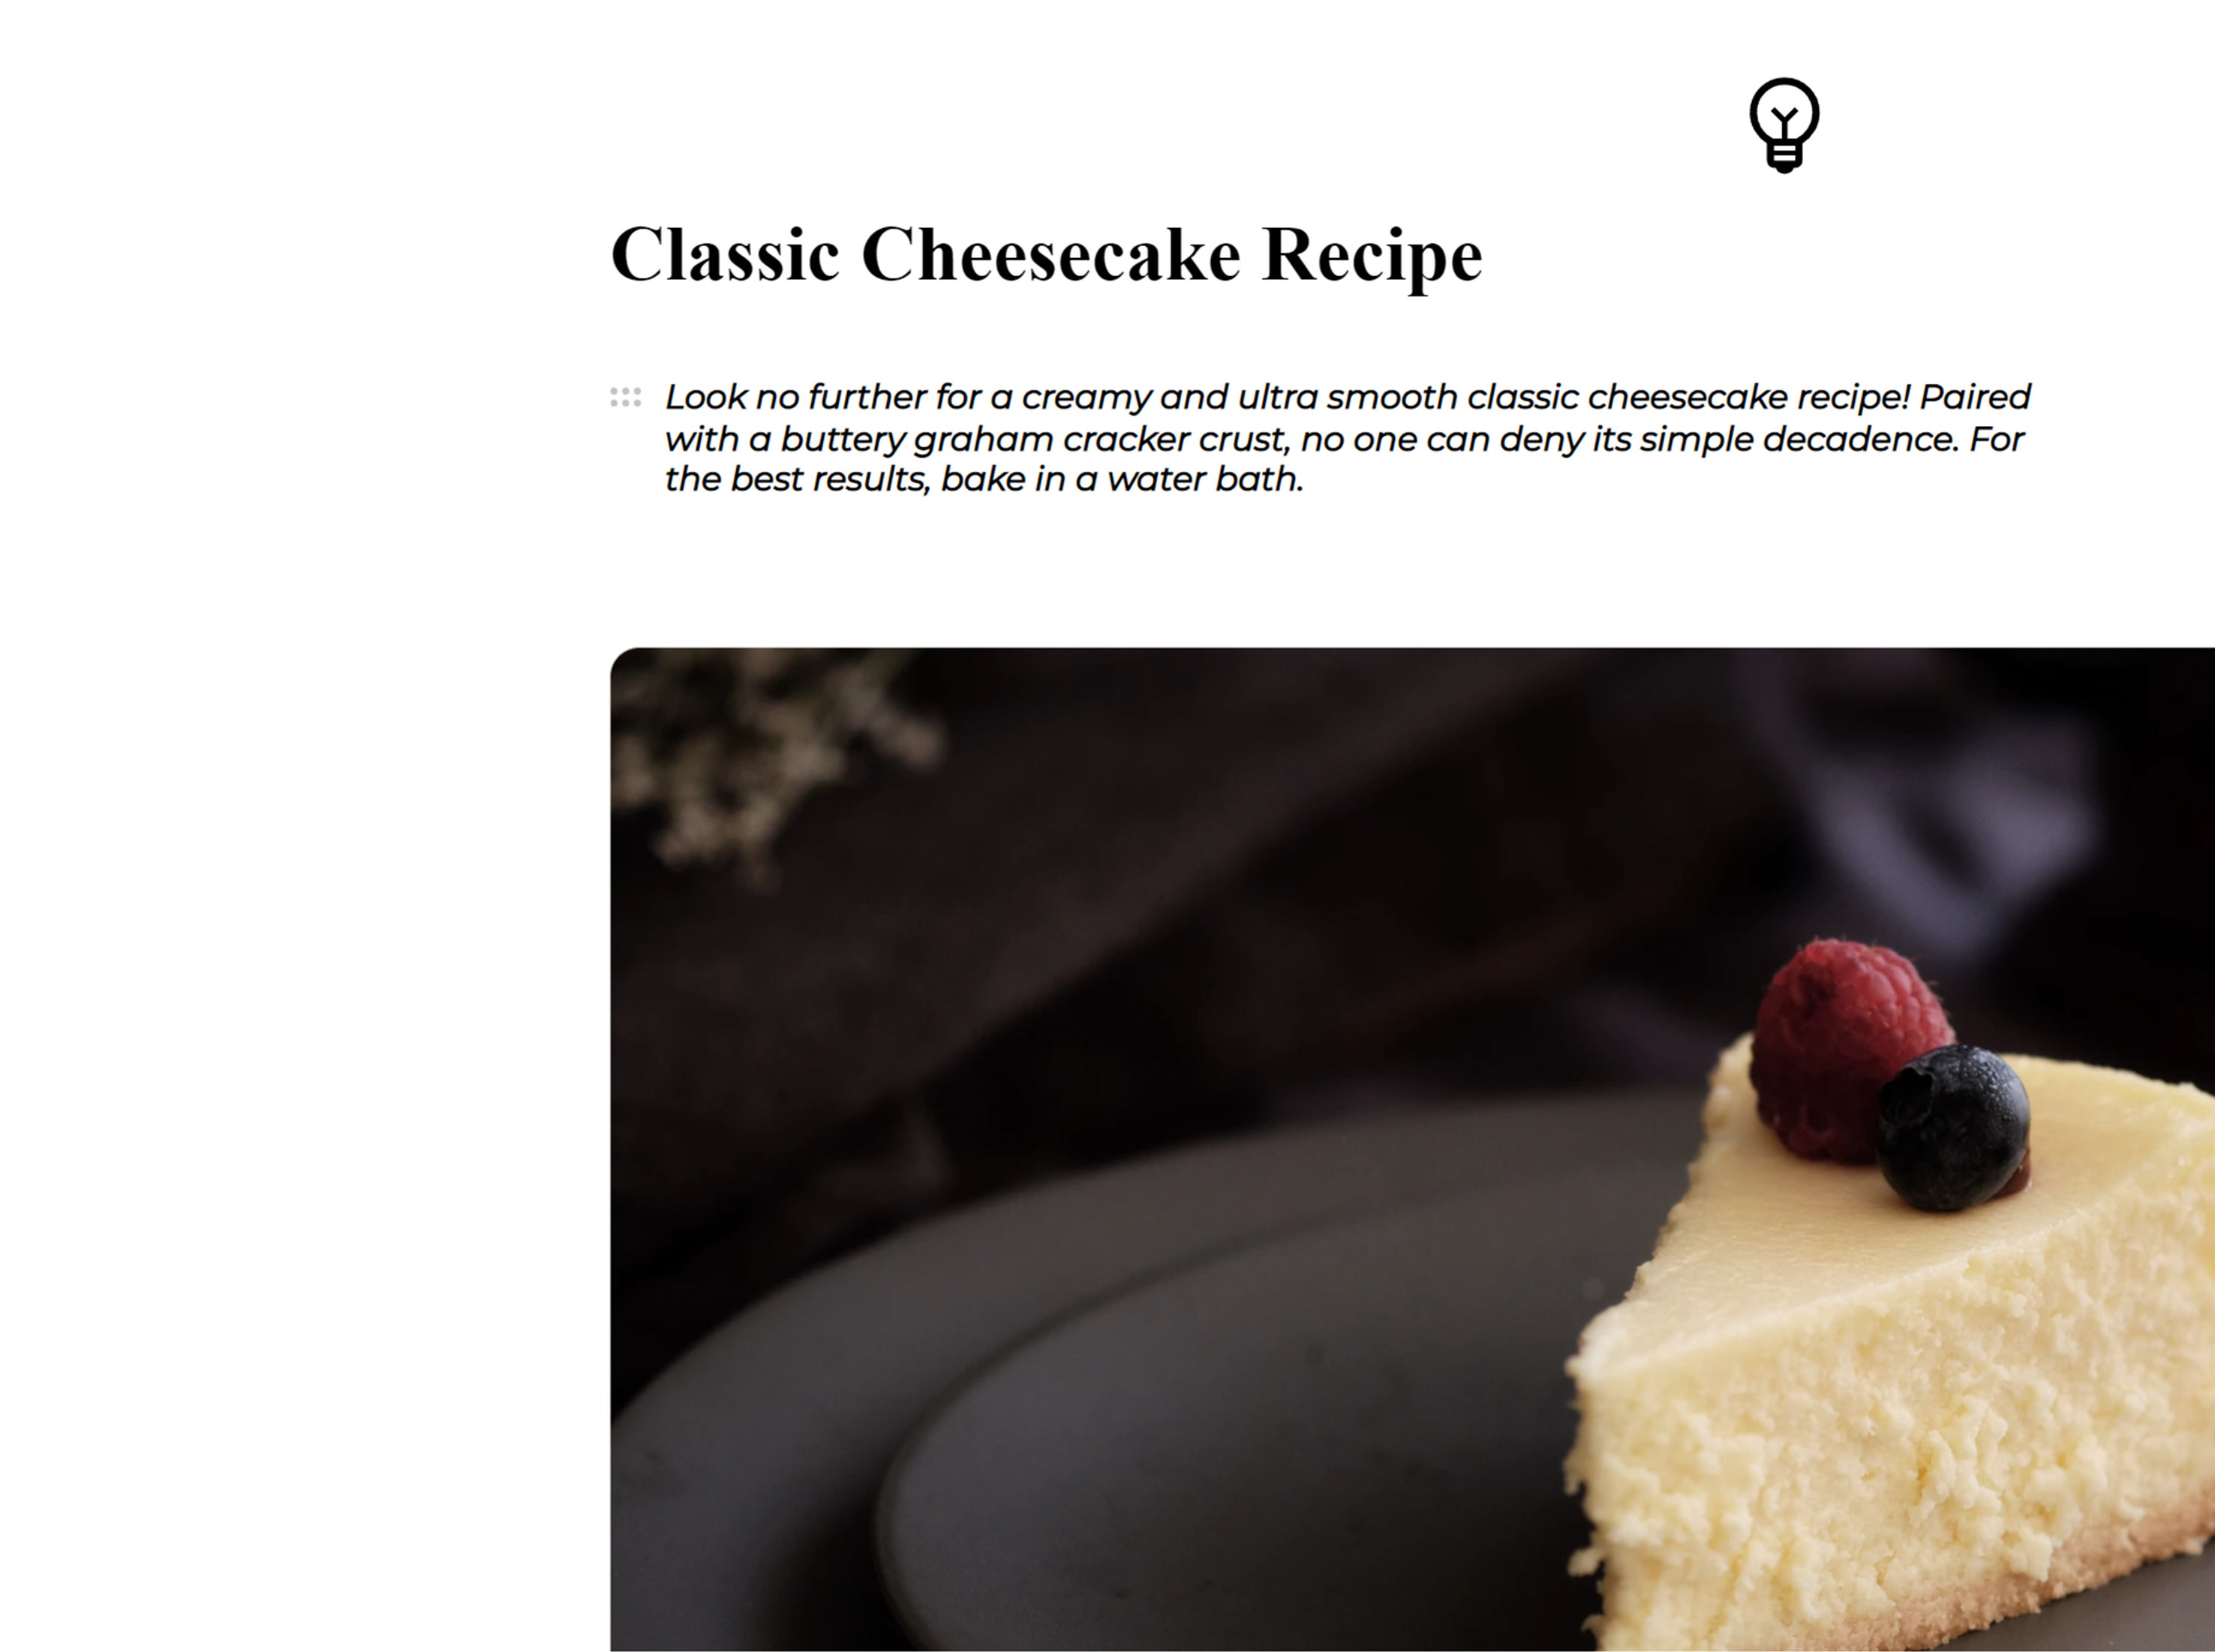 Classic Cheesecake Recipe
Look no further for a creamy and ultra smooth classic cheesecake recipe! Paired
with a buttery graham cracker crust, no one can deny its simple decadence. For
the best results, bake in a water bath.